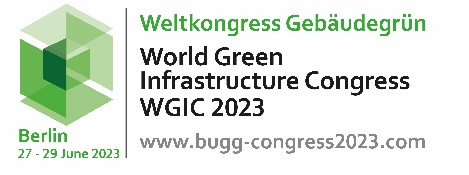 Weltkongress Gebäudegrün
World Green
Infrastructure Congress
WGIC 2023
Berlin
27 - 29 June 2023
www.bugg-congress2023.com